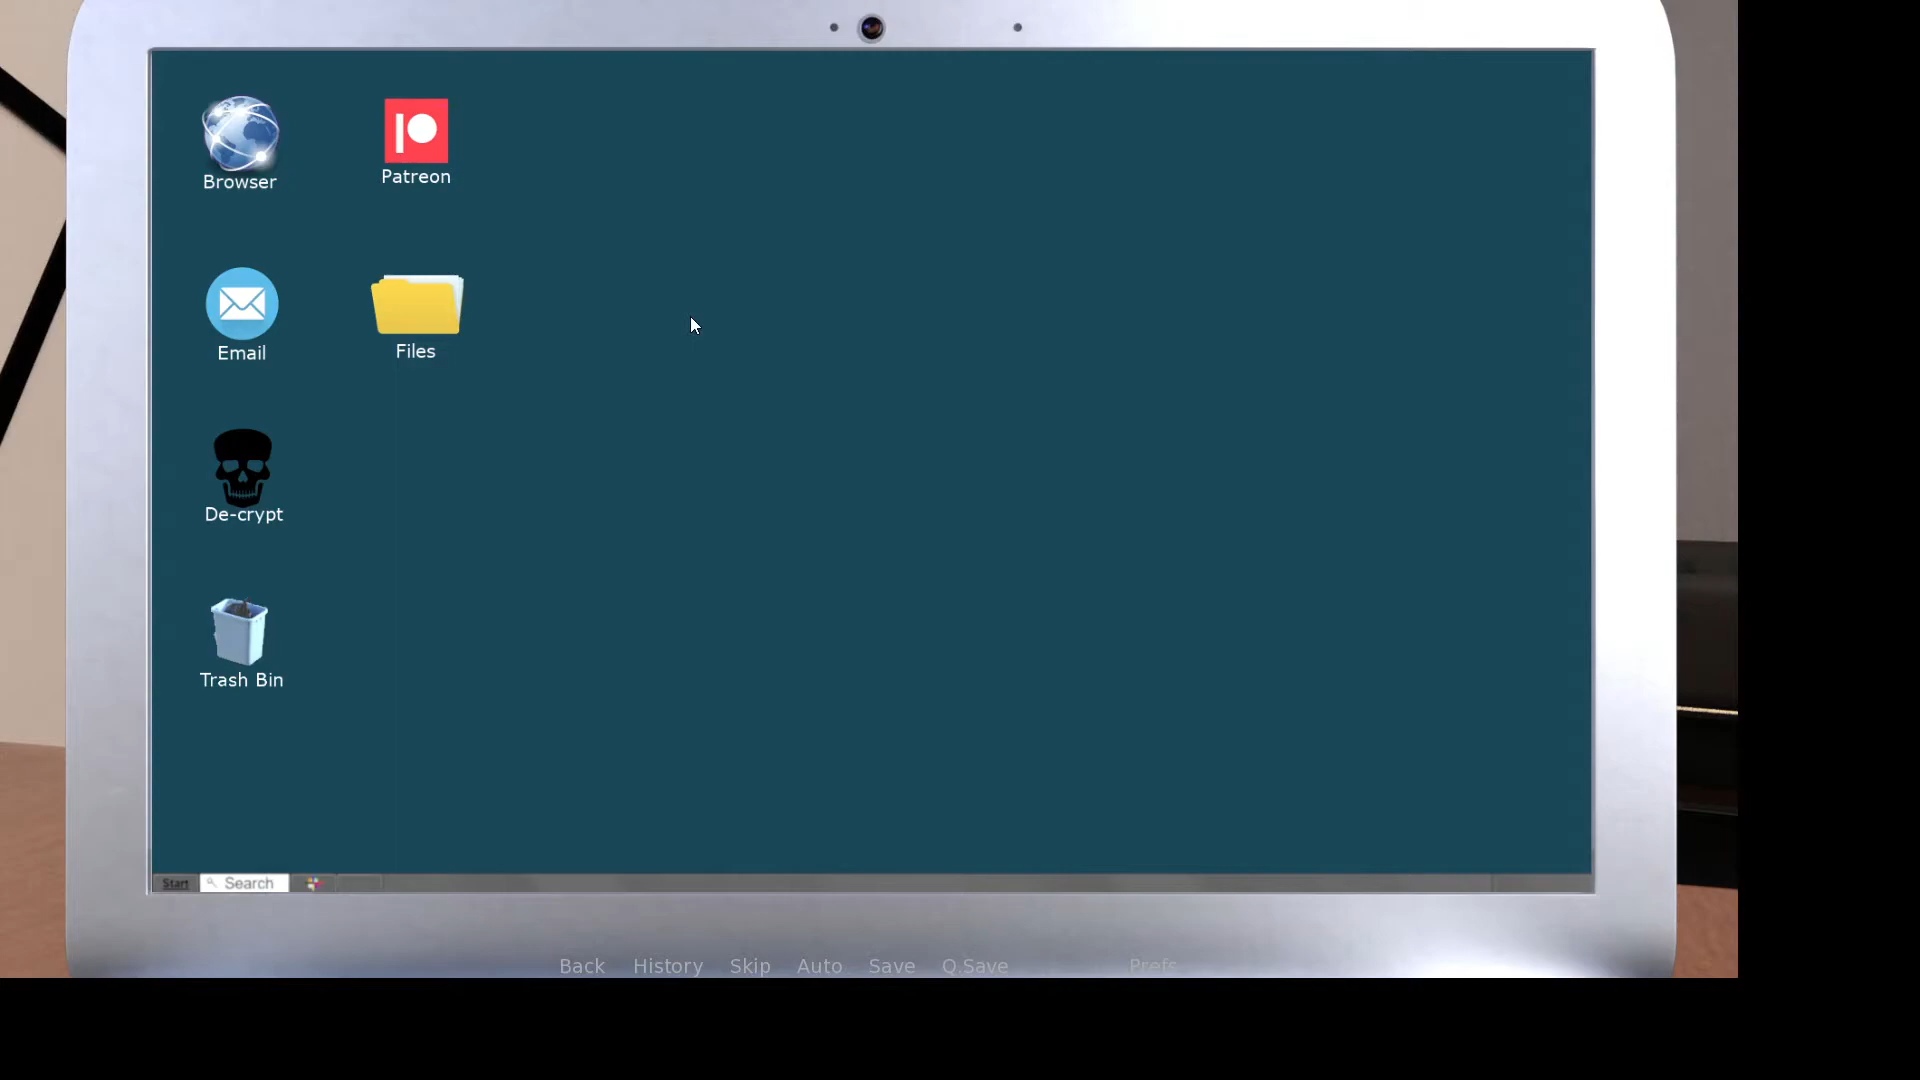 Browser
Patreon
Email
Files
De-crypt
Trash Bin
Start
Search
Back
History
Skip
Auto
Save
Q.Save
Prefs